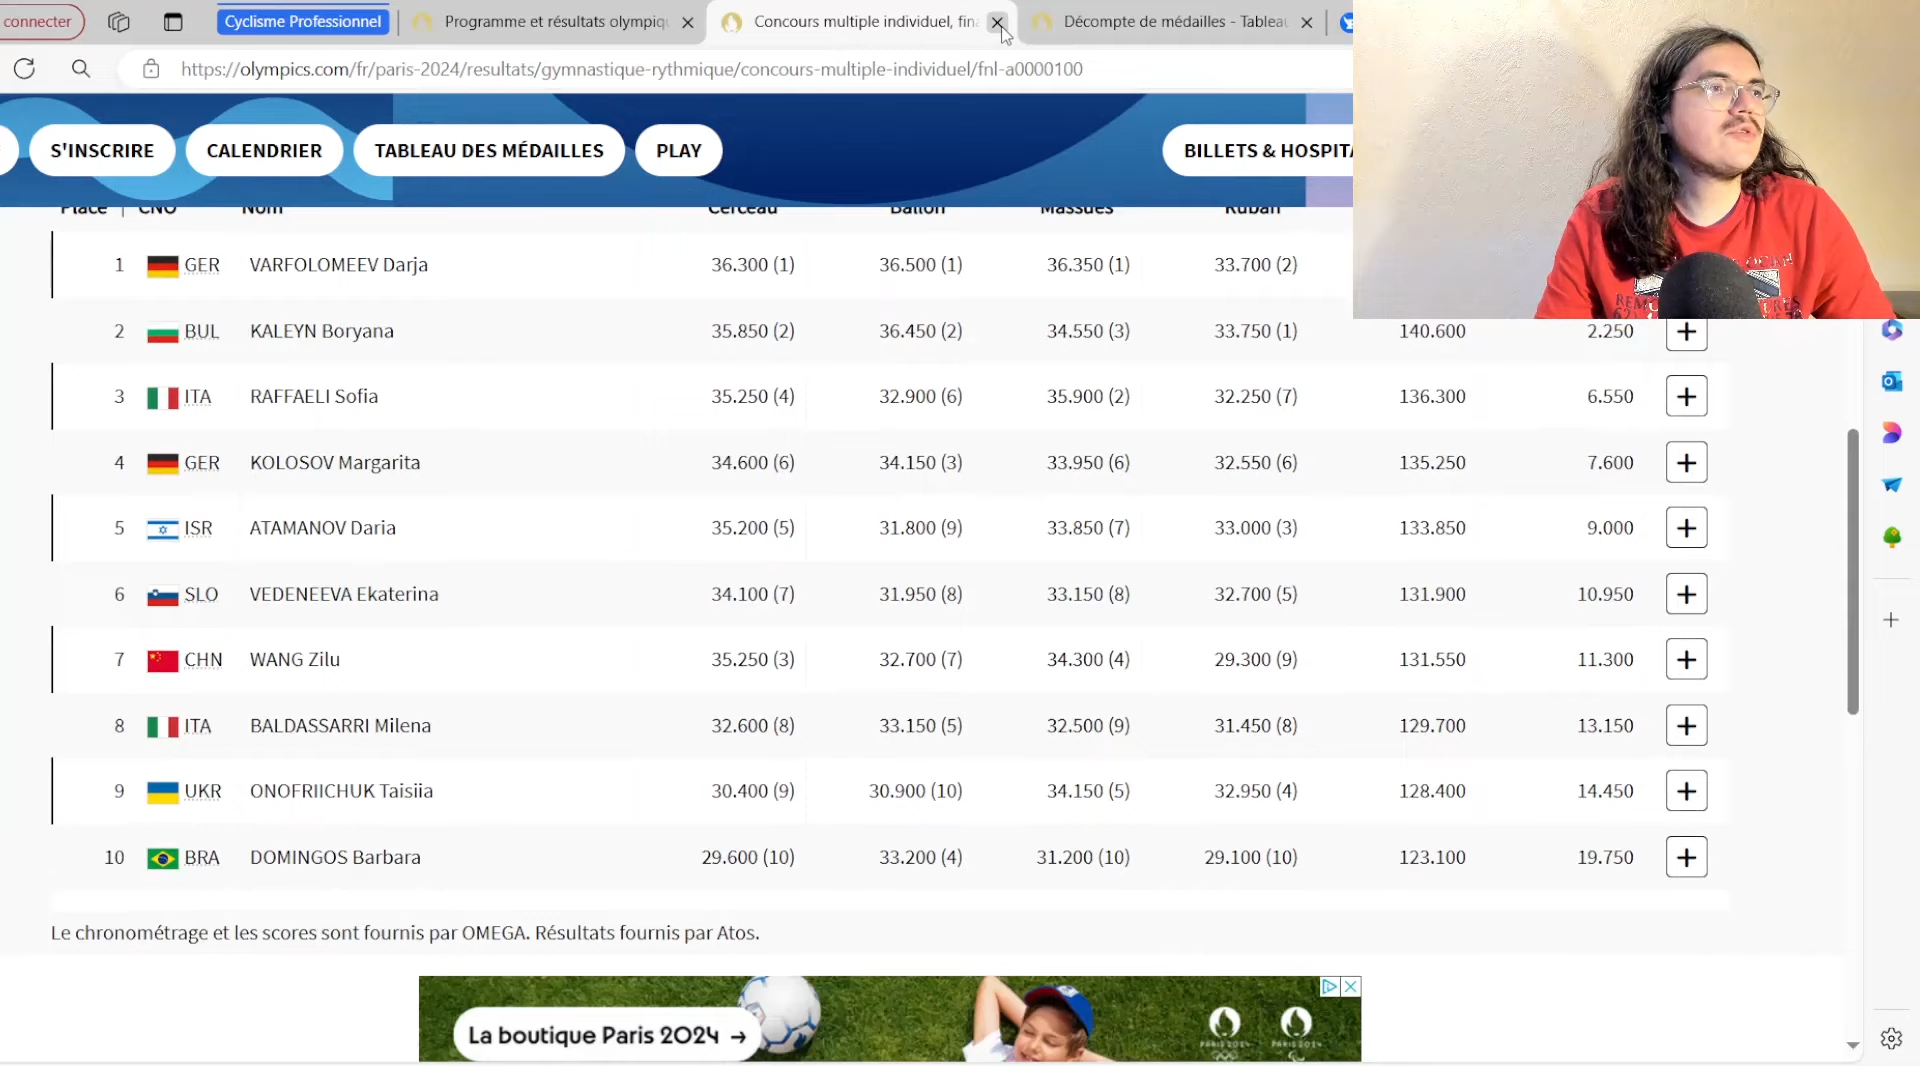 connecter
Cyclisme Professionnel
Programme et résultats olympiq
Concours multiple individuel, fin
Décompte de médailles - Tableau
https://olympics.com/fr/paris-2024/resultats/gymnastique-rythmique/concours-multiple-individuel/fnl-a0000100
S'INSCRIRE
CALENDRIER
TABLEAU DES MÉDAILLES
PLAY
BILLETS & HOSPITA
Place CNO Nom Cerceau Ballon Massues Ruban
1 GER VARFOLOMEEV Darja 36.300 (1) 36.500 (1) 36.350 (1) 33.700 (2)
2 BUL KALEYN Boryana 35.850 (2) 36.450 (2) 34.550 (3) 33.750 (1) 140.600 2.250 +
3 ITA RAFFAELI Sofia 35.250 (4) 32.900 (6) 35.900 (2) 32.250 (7) 136.300 6.550 +
4 GER KOLOSOV Margarita 34.600 (6) 34.150 (3) 33.950 (6) 32.550 (6) 135.250 7.600 +
5 ISR ATAMANOV Daria 35.200 (5) 31.800 (9) 33.850 (7) 33.000 (3) 133.850 9.000 +
6 SLO VEDENEEVA Ekaterina 34.100 (7) 31.950 (8) 33.150 (8) 32.700 (5) 131.900 10.950 +
7 CHN WANG Zilu 35.250 (3) 32.700 (7) 34.300 (4) 29.300 (9) 131.550 11.300 +
8 ITA BALDASSARRI Milena 32.600 (8) 33.150 (5) 32.500 (9) 31.450 (8) 129.700 13.150 +
9 UKR ONOFRIICHUK Taisiia 30.400 (9) 30.900 (10) 34.150 (5) 32.950 (4) 128.400 14.450 +
10 BRA DOMINGOS Barbara 29.600 (10) 33.200 (4) 31.200 (10) 29.100 (10) 123.100 19.750 +
Le chronométrage et les scores sont fournis par OMEGA. Résultats fournis par Atos.
La boutique Paris 2024 →
PARIS 2024 PARIS 2024